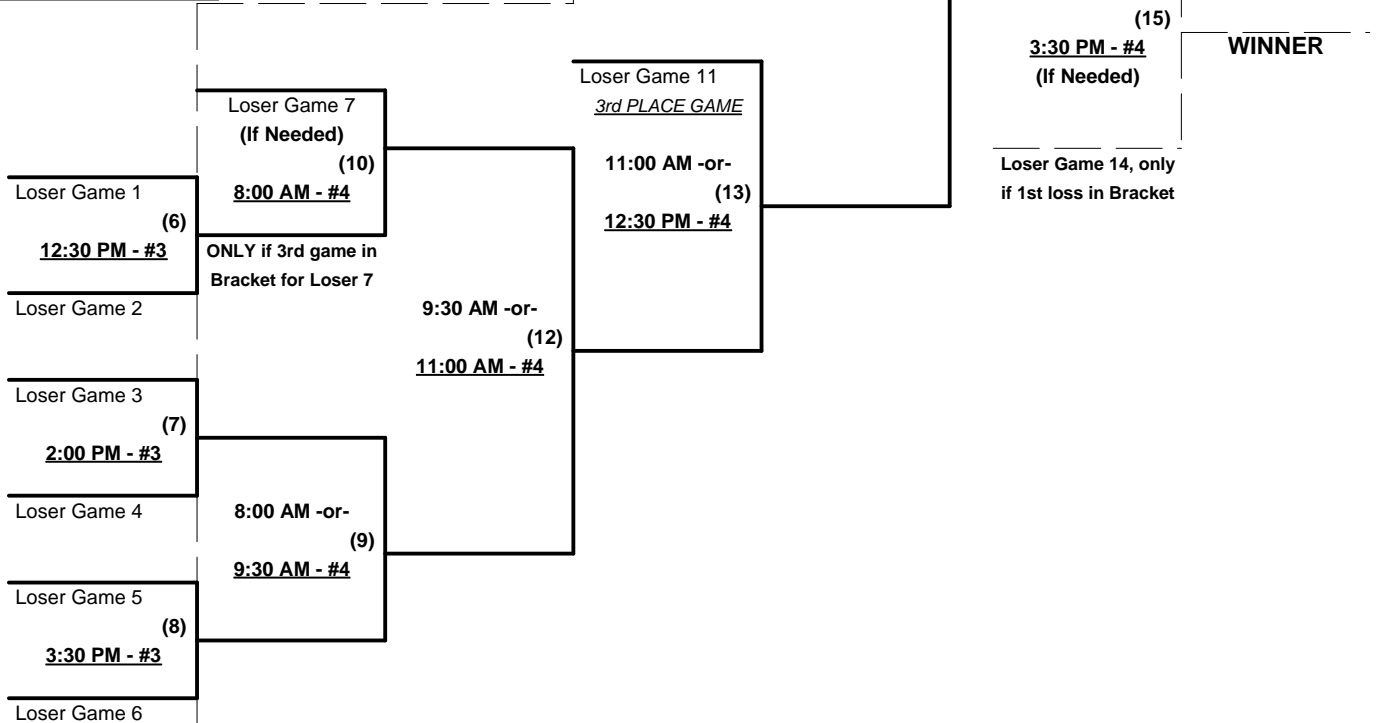 (15)
3:30 PM - #4
(If Needed)
WINNER
Loser Game 11
3rd PLACE GAME
11:00 AM -or-
(13)
12:30 PM - #4
Loser Game 14, only
if 1st loss in Bracket
Loser Game 7
(If Needed)
(10)
8:00 AM - #4
ONLY if 3rd game in
Bracket for Loser 7
Loser Game 1
(6)
12:30 PM - #3
Loser Game 2
9:30 AM -or-
(12)
11:00 AM - #4
Loser Game 3
(7)
2:00 PM - #3
Loser Game 4
8:00 AM -or-
(9)
9:30 AM - #4
Loser Game 5
(8)
3:30 PM - #3
Loser Game 6